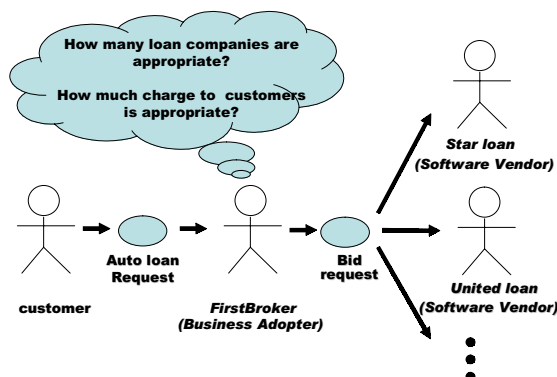 How many loan companies are
appropriate?
How much charge to customers
is appropriate?
Star loan
(Software Vendor)
Auto loan
Request
Bid
request
customer
FirstBroker
(Business Adopter)
United loan
(Software Vendor)